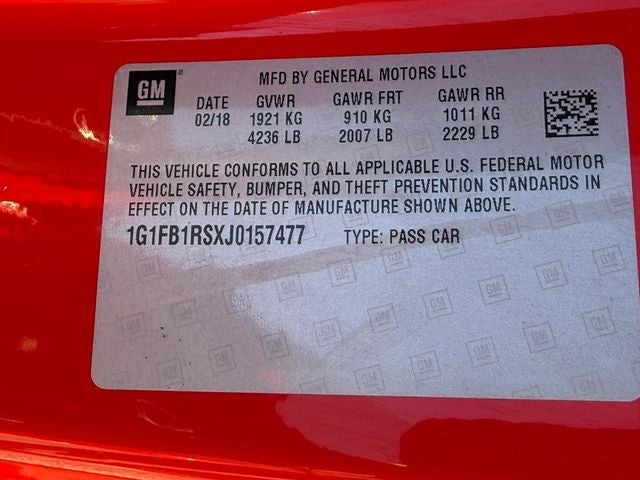 GM
MFD BY GENERAL MOTORS LLC
DATE GVWR GAWR FRT GAWR RR
02/18 1921 KG 910 KG 1011 KG
4236 LB 2007 LB 2229 LB
THIS VEHICLE CONFORMS TO ALL APPLICABLE U.S. FEDERAL MOTOR
VEHICLE SAFETY, BUMPER, AND THEFT PREVENTION STANDARDS IN
EFFECT ON THE DATE OF MANUFACTURE SHOWN ABOVE.
1G1FB1RSXJ0157477 TYPE: PASS CAR